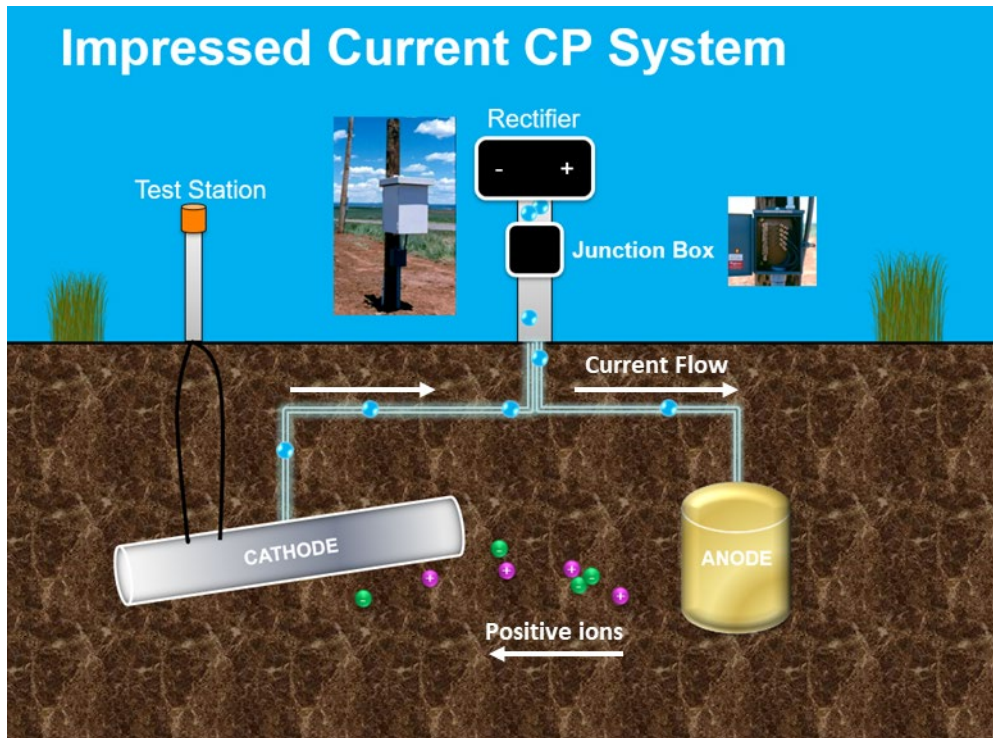 Impressed Current CP System
Rectifier
- +
Test Station
Junction Box
Current Flow
CATHODE
ANODE
- + + - - +
- +
Positive ions